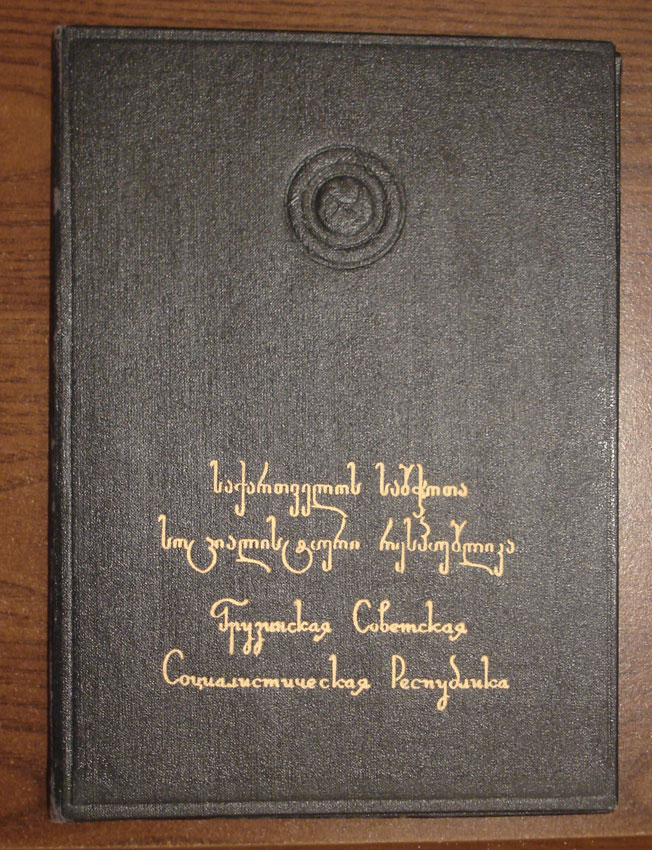 საქართველოს საბჭოთა
სოციალისტური რესპუბლიკა
Грузинская Советская
Социалистическая Республика